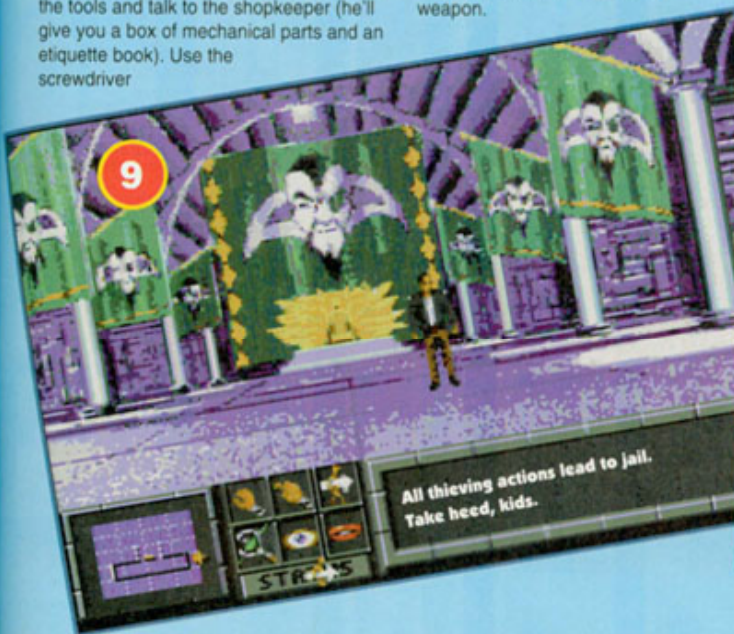 the tools and talk to the shopkeeper (he'll
give you a box of mechanical parts and an
etiquette book). Use the
screwdriver
weapon.
9
All thieving actions lead to jail.
Take heed, kids.